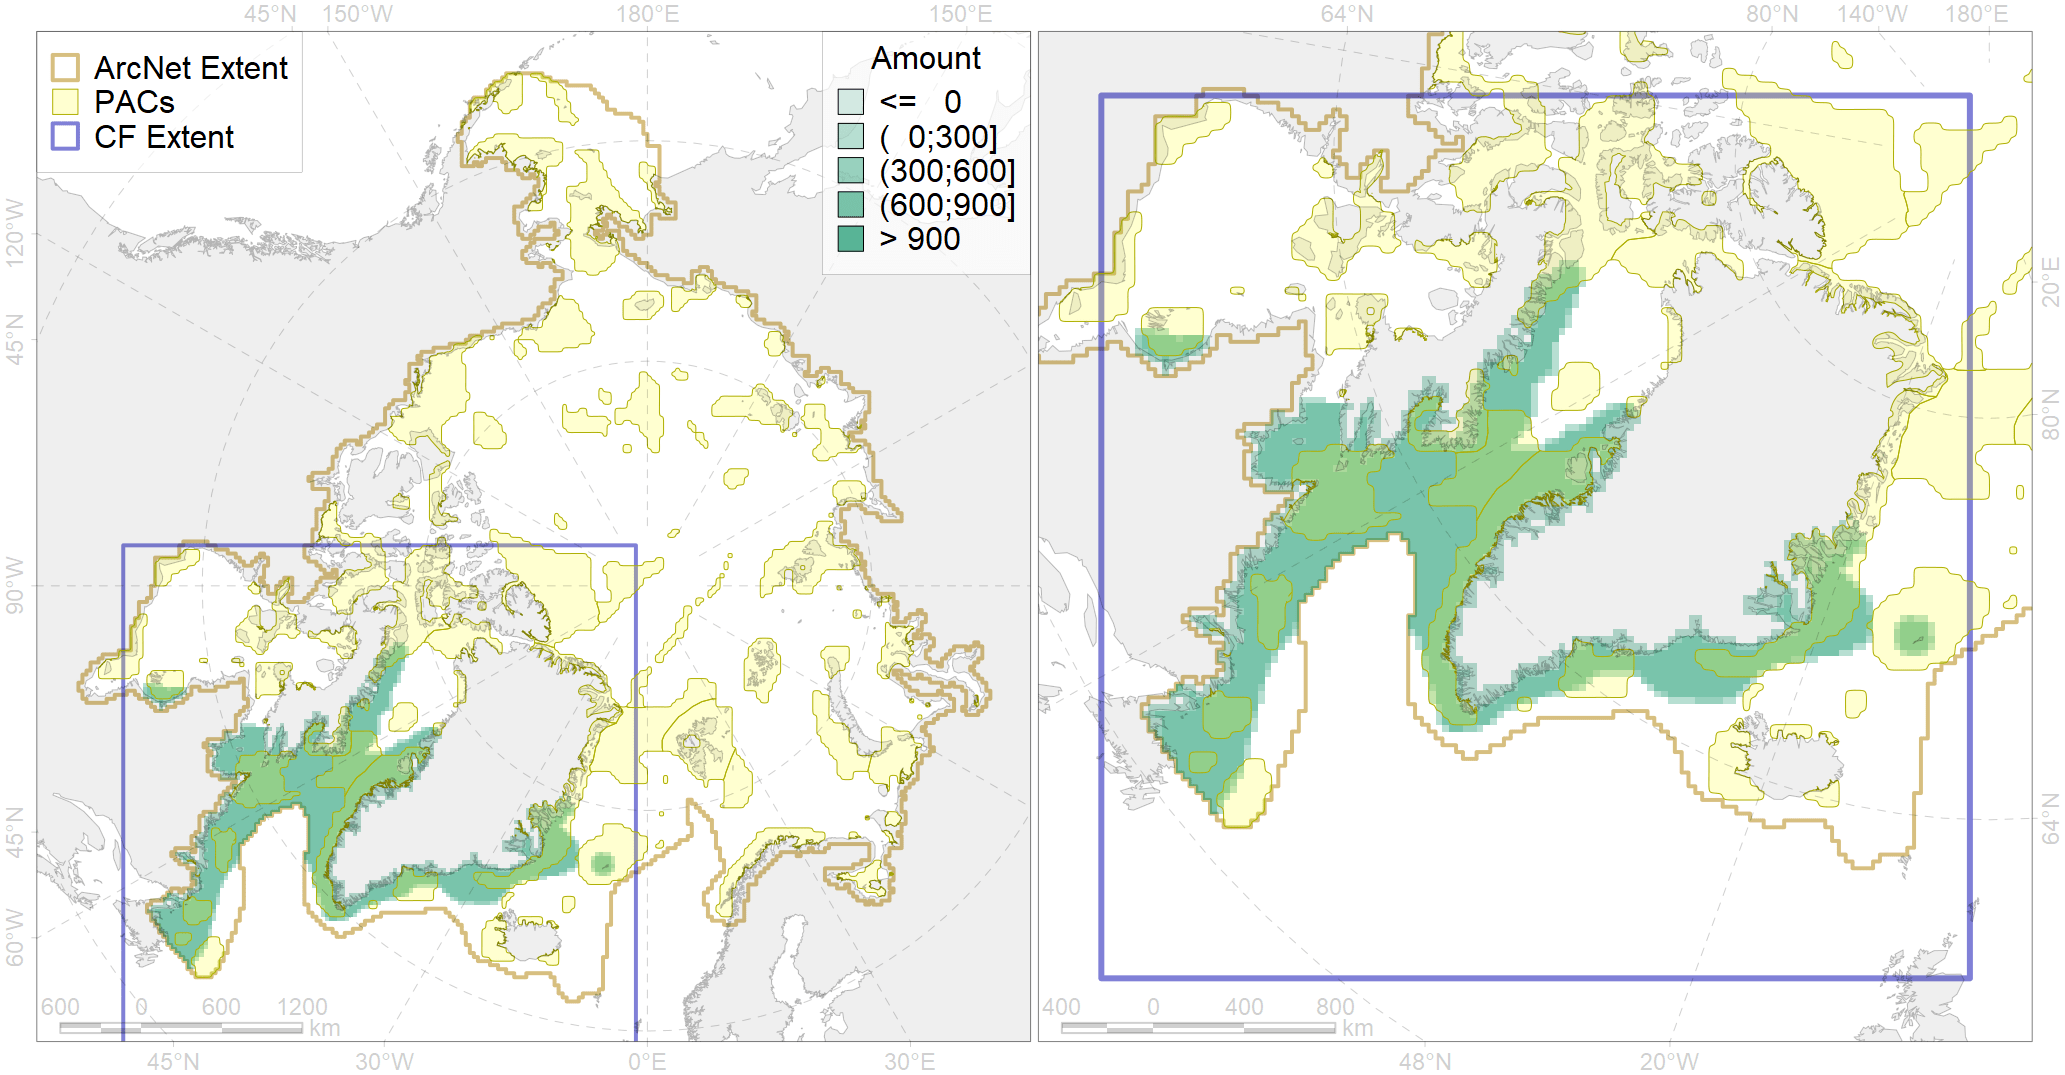 45°N 150°W 180°E 150°E
64°N 80°N 140°W 180°E
ArcNet Extent
PACs
CF Extent
Amount
<= 0
( 0;300]
(300;600]
(600;900]
> 900
120°W
45°N
90°W
45°N
60°W
20°E
80°N
64°N
600 0 600 1200
km
400 0 400 800
km
45°N 30°W 0°E 30°E
48°N 20°W